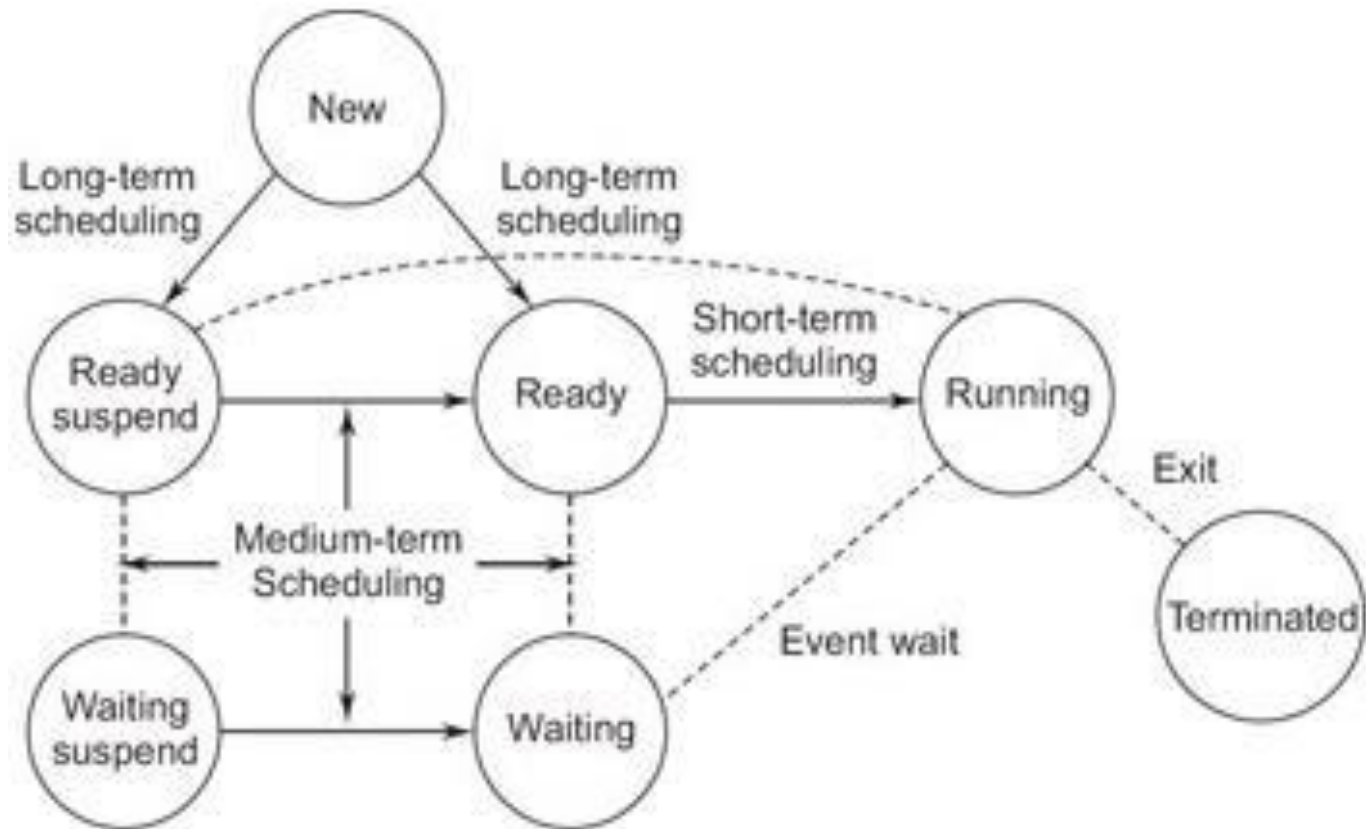 New
Long-term
scheduling
Long-term
scheduling
Ready
suspend
Ready
Short-term
scheduling
Running
Exit
Medium-term
Scheduling
Terminated
Event wait
Waiting
suspend
Waiting